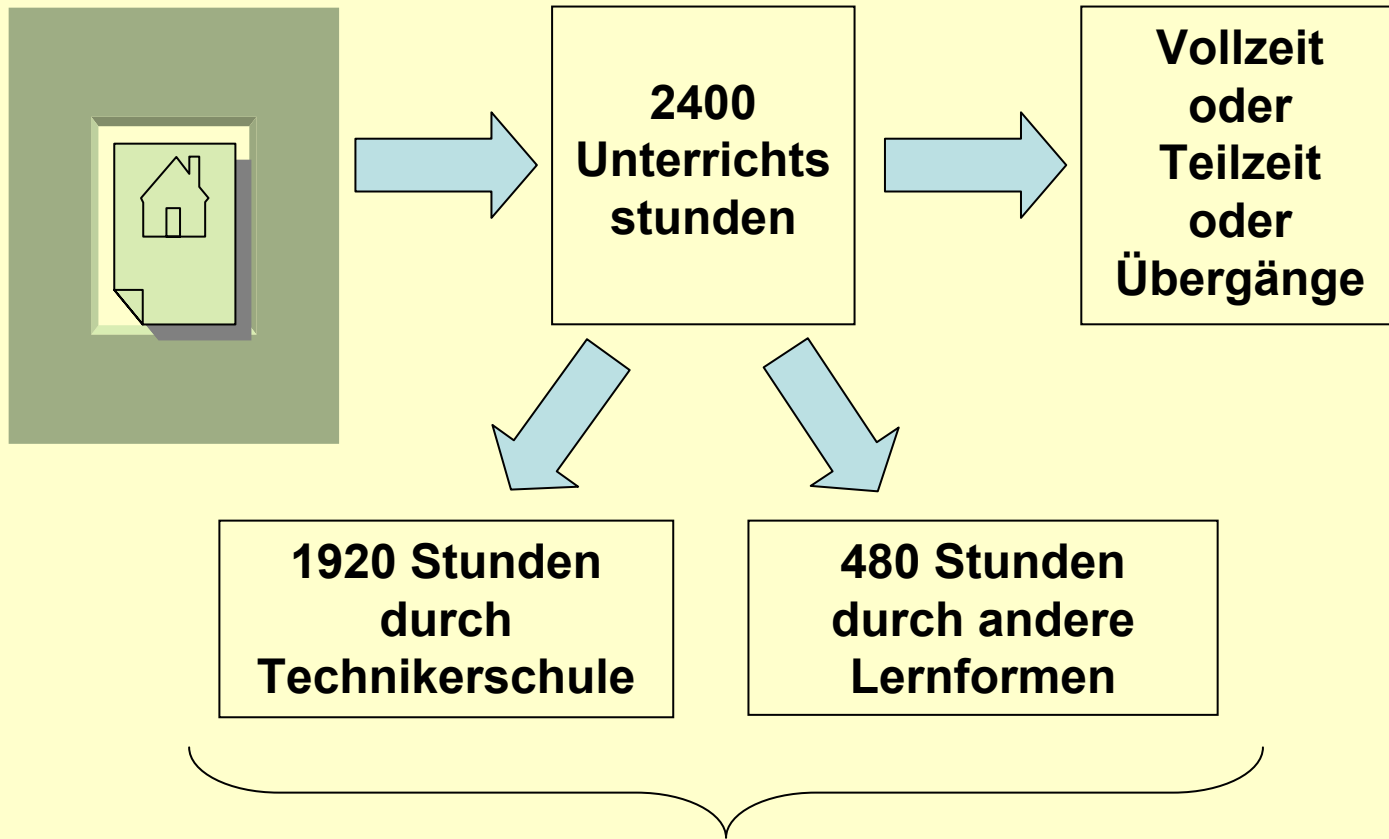 2400
Unterrichts
stunden
Vollzeit
oder
Teilzeit
oder
Übergänge
1920 Stunden
durch
Technikerschule
480 Stunden
durch andere
Lernformen